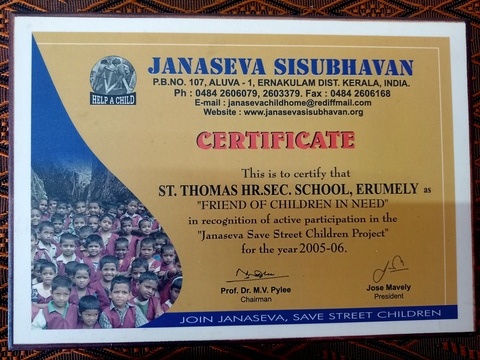 JANASEVA SISUBHAVAN
P.B.NO. 107, ALUVA - 1, ERNAKULAM DIST. KERALA, INDIA.
Ph : 0484 2606079, 2603379. Fax : 0484 2606168
E-mail : janasevachildhome@rediffmail.com
Website : www.janasevasisubhavan.org
HELP A CHILD
CERTIFICATE
This is to certify that
ST. THOMAS HR.SEC. SCHOOL, ERUMELY as
"FRIEND OF CHILDREN IN NEED"
in recognition of active participation in the
"Janaseva Save Street Children Project"
for the year 2005-06.
Prof. Dr. M.V. Pylee
Chairman
Jose Mavely
President
JOIN JANASEVA, SAVE STREET CHILDREN